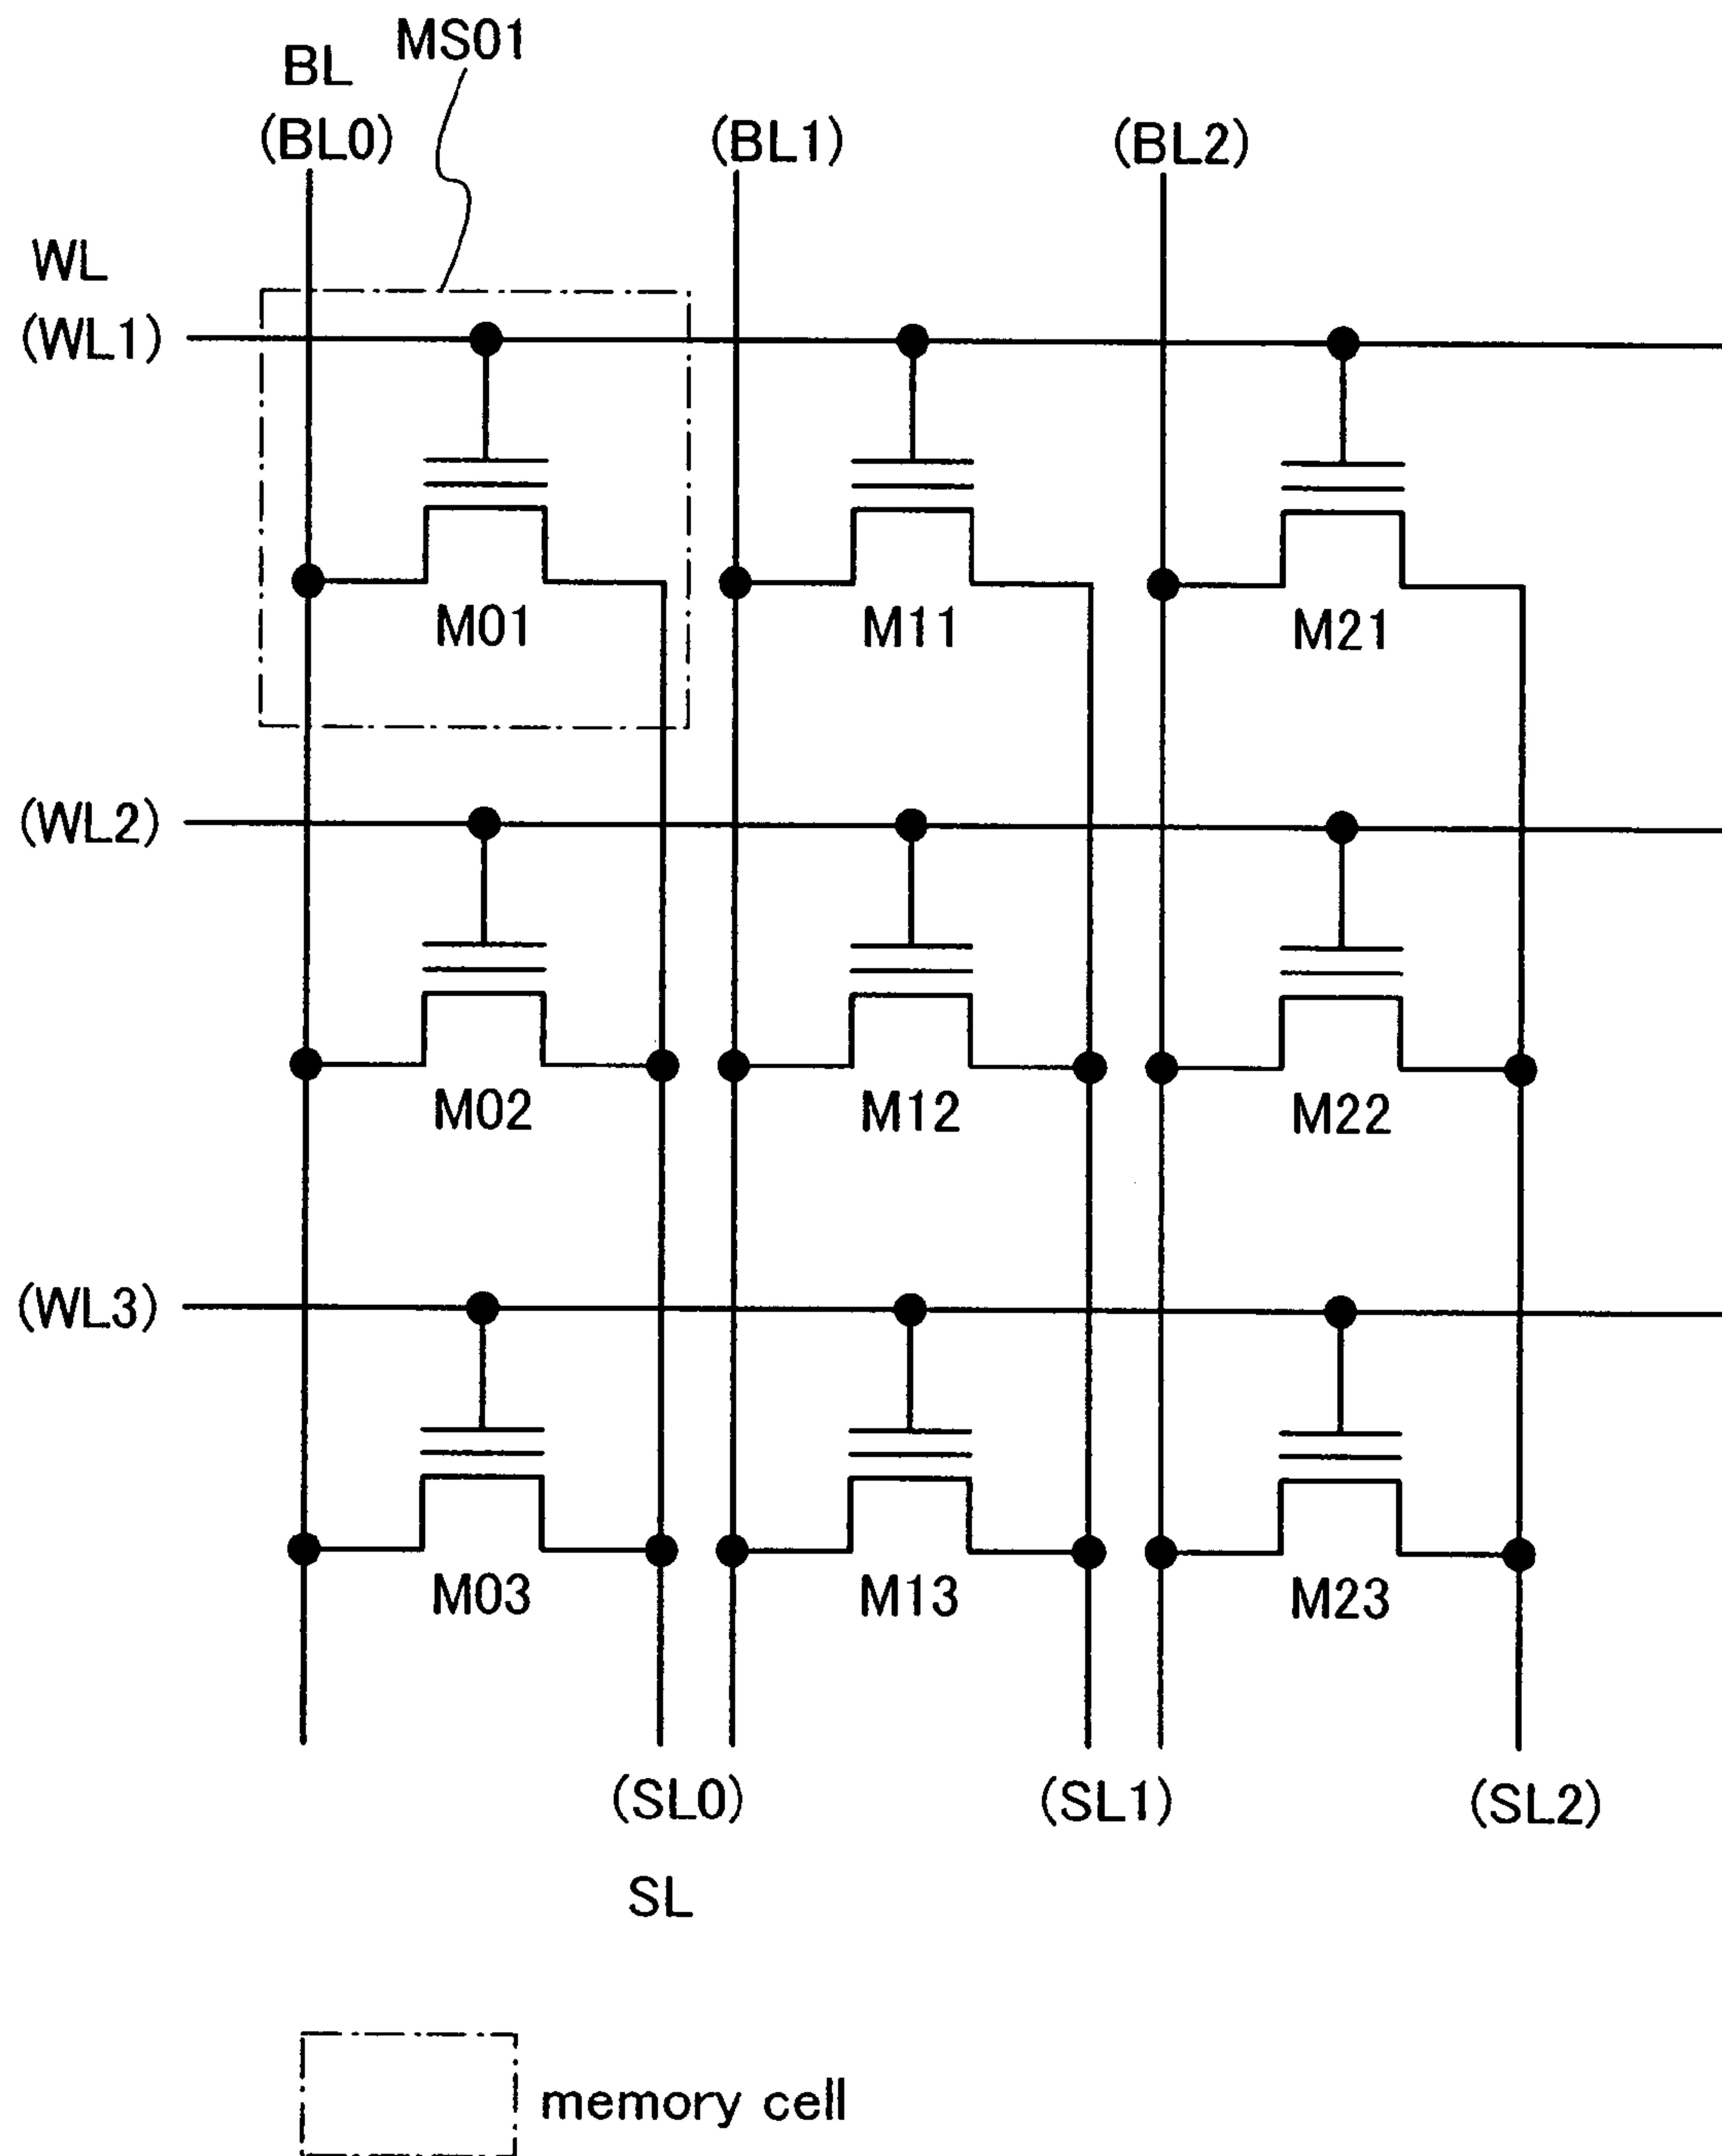 MS01
BL
(BL0)
(BL1)
(BL2)
WL
(WL1)
M01
M11
M21
(WL2)
M02
M12
M22
(WL3)
M03
M13
M23
(SL0)
(SL1)
(SL2)
SL
memory cell